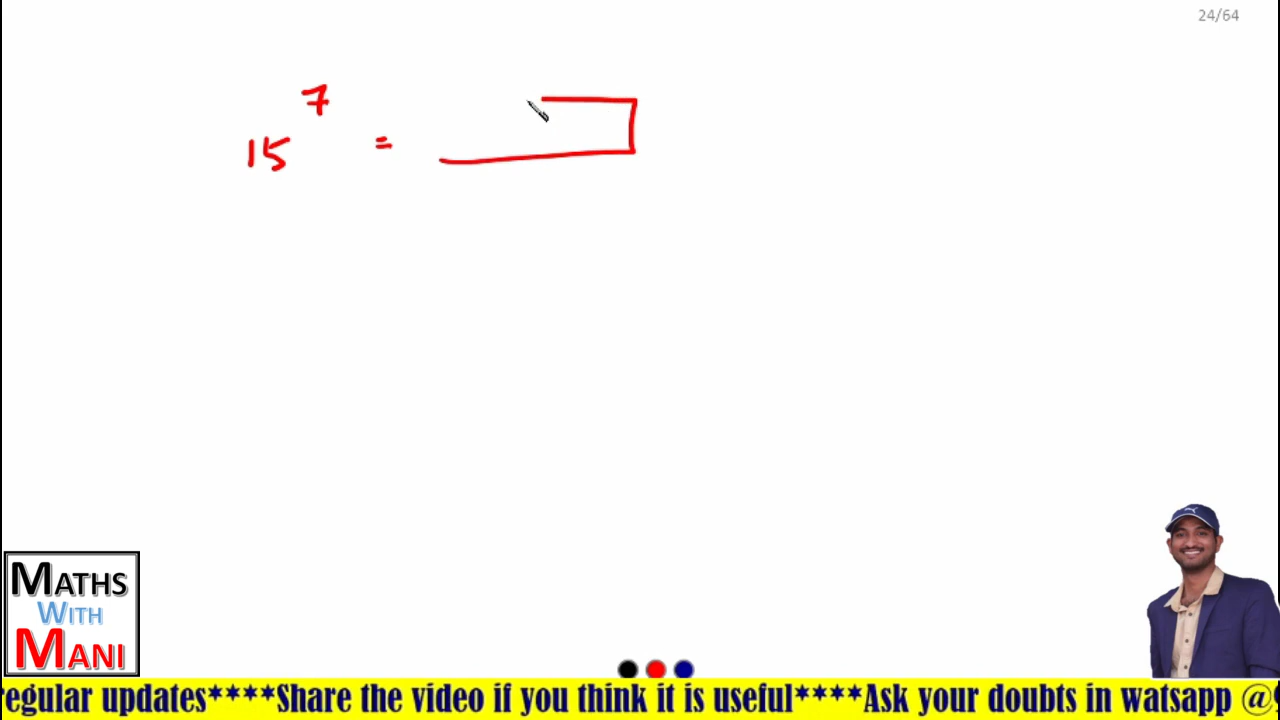 24/64
15^7 =
MATHS
WITH
MANI
regular updates****Share the video if you think it is useful****Ask your doubts in watsapp @